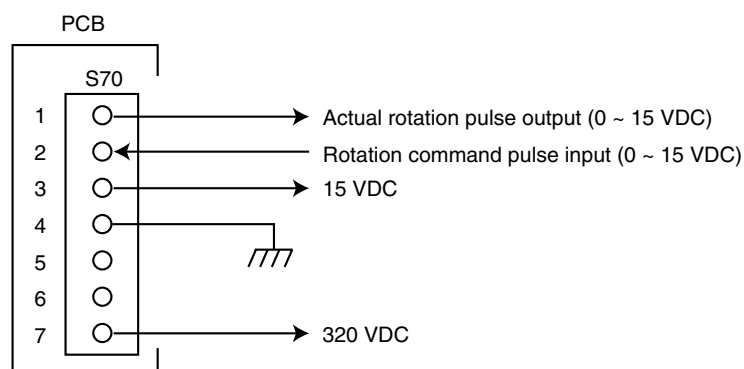 PCB
S70
1 Actual rotation pulse output (0 ~ 15 VDC)
2 Rotation command pulse input (0 ~ 15 VDC)
3 15 VDC
4
5
6
7 320 VDC